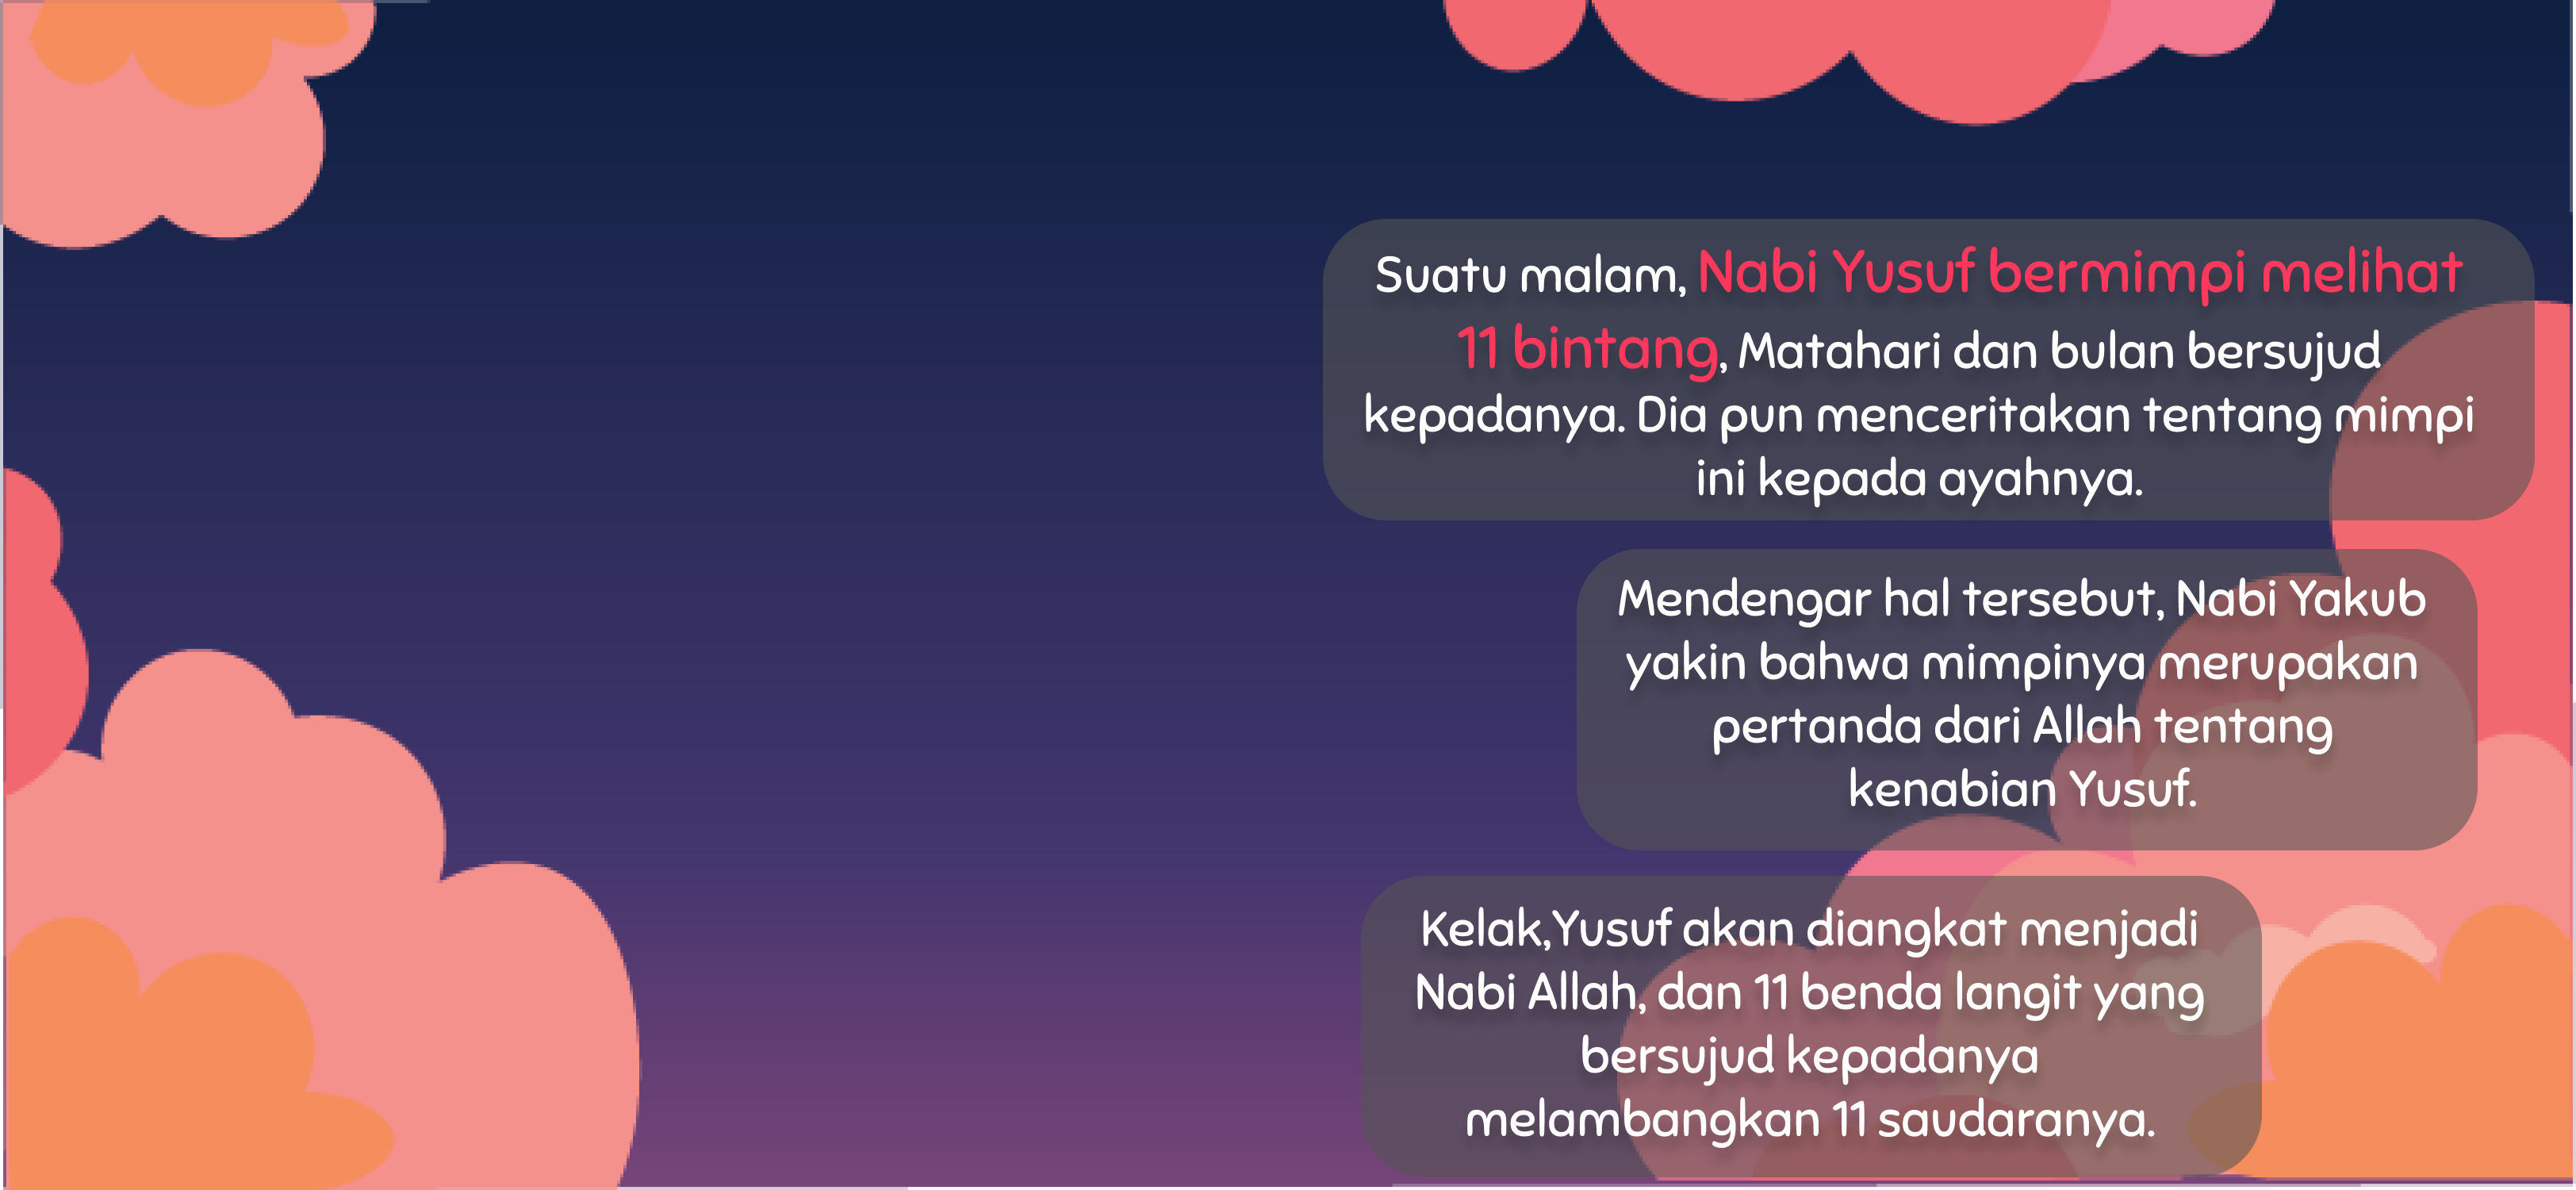 Suatu malam, Nabi Yusuf bermimpi melihat
11 bintang, Matahari dan bulan bersujud
kepadanya. Dia pun menceritakan tentang mimpi
ini kepada ayahnya.
Mendengar hal tersebut, Nabi Yakub
yakin bahwa mimpinya merupakan
pertanda dari Allah tentang
kenabian Yusuf.
Kelak,Yusuf akan diangkat menjadi
Nabi Allah, dan 11 benda langit yang
bersujud kepadanya
melambangkan 11 saudaranya.